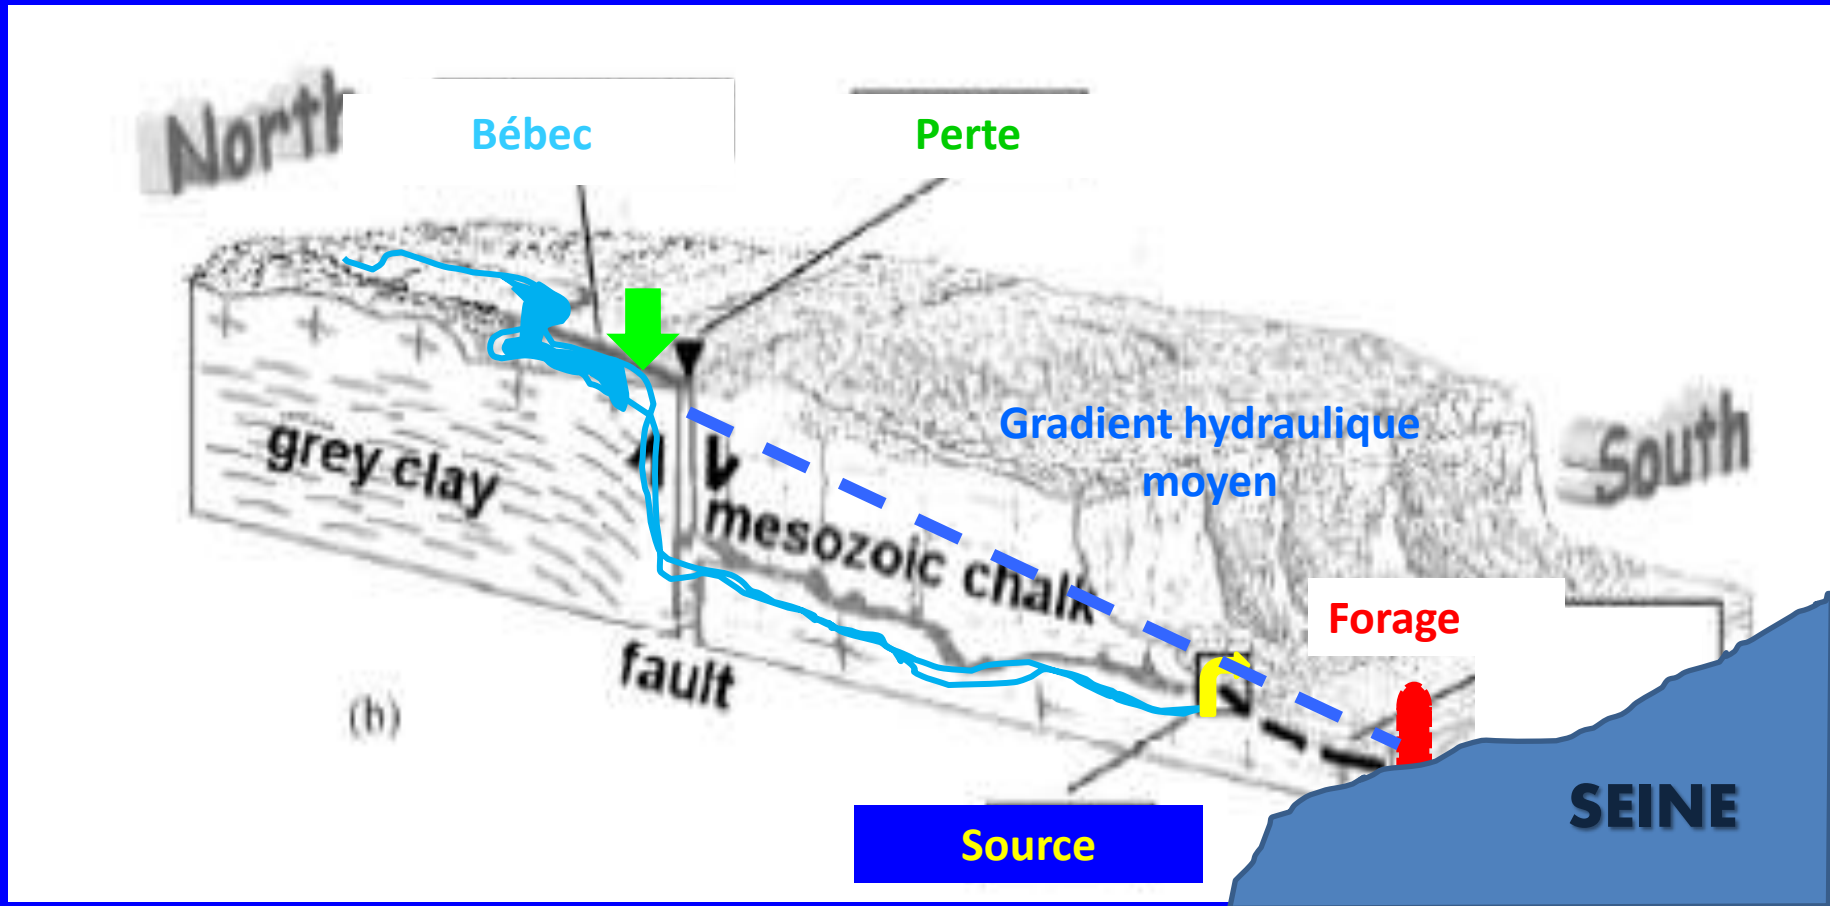 North
Bébec
Perte
Gradient hydraulique
moyen
South
grey clay
mesozoic chalk
Forage
fault
(b)
SEINE
Source